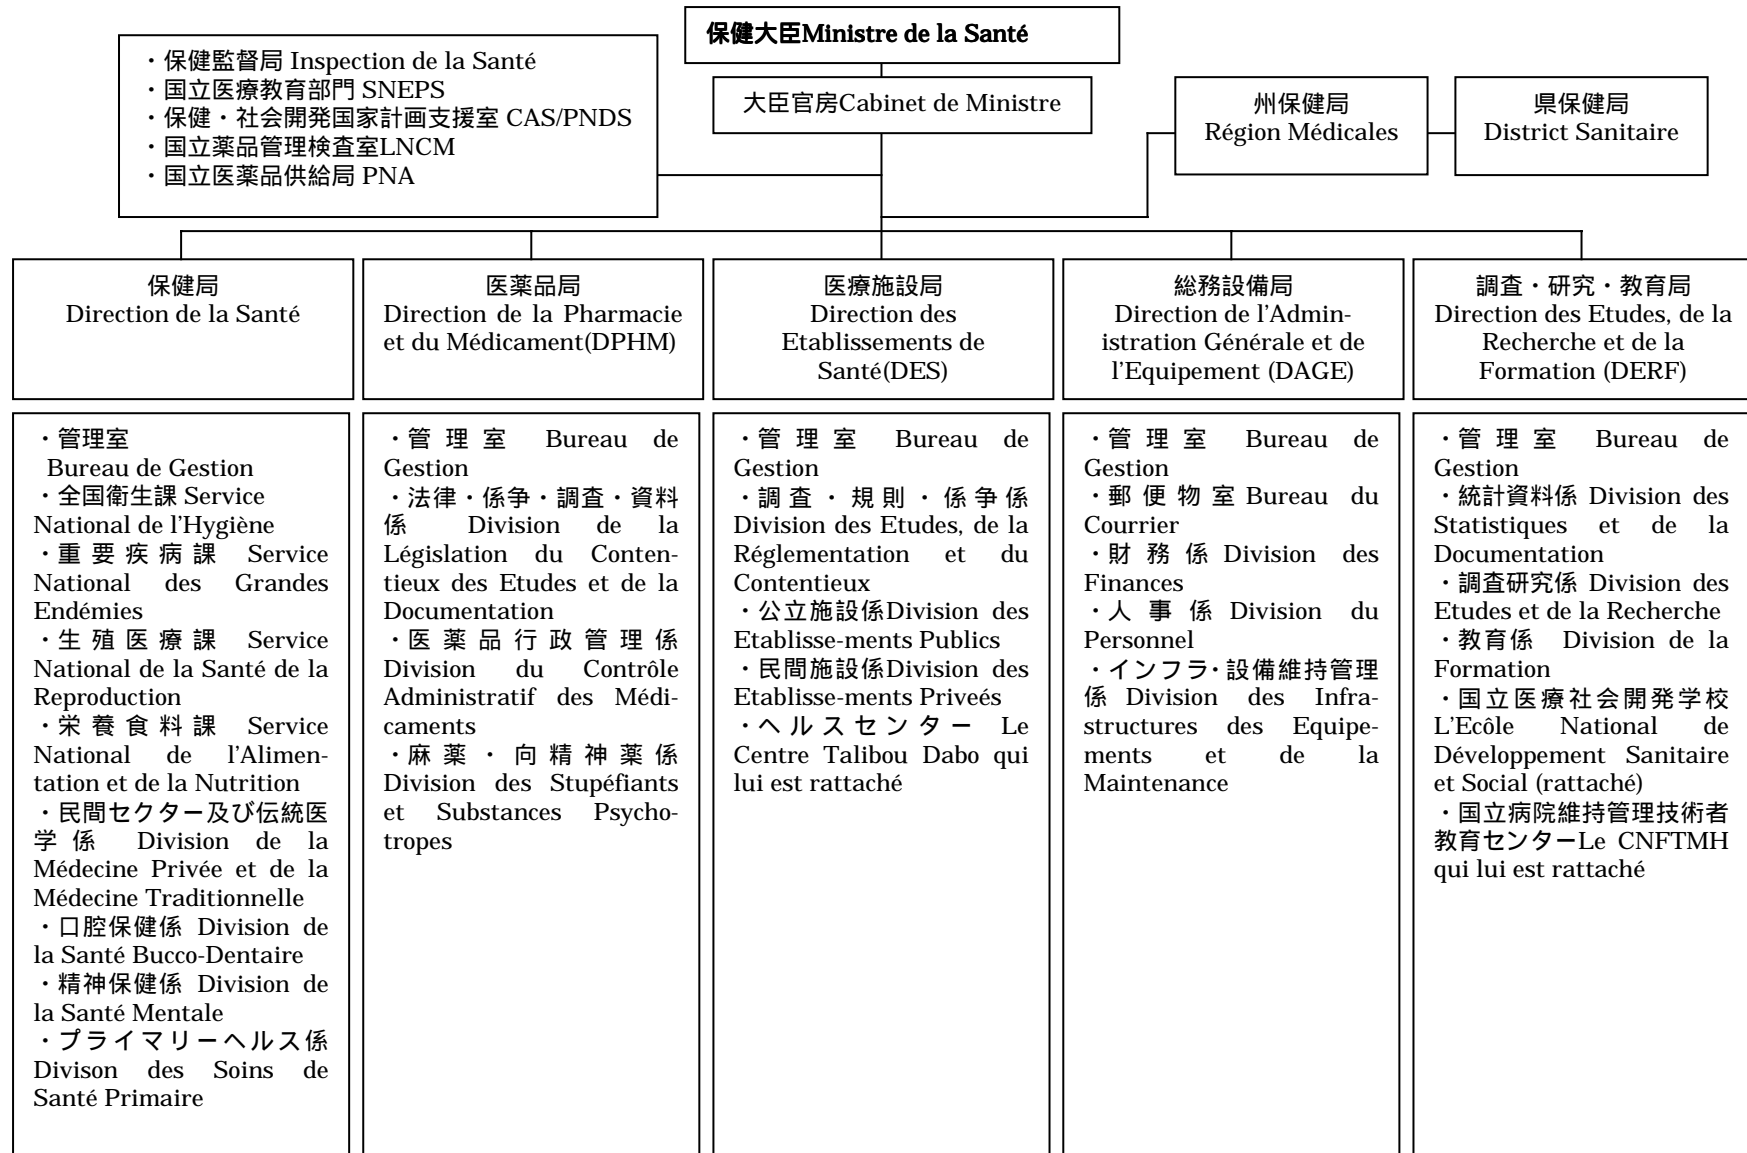 保健大臣Ministre de la Santé
・保健監督局 Inspection de la Santé
・国立医療教育部門 SNEPS
・保健・社会開発国家計画支援室 CAS/PNDS
・国立薬品管理検査室LNCM
・国立医薬品供給局 PNA
大臣官房Cabinet de Ministre
州保健局
Région Médicales
県保健局
District Sanitaire
保健局
Direction de la Santé
医薬品局
Direction de la Pharmacie
et du Médicament(DPHM)
医療施設局
Direction des
Etablissements de
Santé(DES)
総務設備局
Direction de l'Admin-
istration Générale et de
l'Equipement (DAGE)
調査・研究・教育局
Direction des Etudes, de la
Recherche et de la
Formation (DERF)
・管理室
Bureau de Gestion
・全国衛生課 Service
National de l'Hygiène
・重要疾病課 Service
National des Grandes
Endémies
・生殖医療課 Service
National de la Santé de la
Reproduction
・栄養食料課 Service
National de l'Alimen-
tation et de la Nutrition
・民間セクター及び伝統医
学係 Division de la
Médecine Privée et de la
Médecine Traditionnelle
・口腔保健係 Division de
la Santé Bucco-Dentaire
・精神保健係 Division de
la Santé Mentale
・プライマリーヘルス係
Divison des Soins de
Santé Primaire
・管理室 Bureau de
Gestion
・法律・係争・調査・資料
係 Division de la
Législation du Conten-
tieux des Etudes et de la
Documentation
・医薬品行政管理係
Division du Contrôle
Administratif des Médi-
caments
・麻薬・向精神薬係
Division des Stupéfiants
et Substances Psycho-
tropes
・管理室 Bureau de
Gestion
・調査・規則・係争係
Division des Etudes, de la
Réglementation et du
Contentieux
・公立施設係Division des
Etablisse-ments Publics
・民間施設係Division des
Etablisse-ments Priveés
・ヘルスセンター Le
Centre Talibou Dabo qui
lui est rattaché
・管理室 Bureau de
Gestion
・郵便物室 Bureau du
Courrier
・財務係 Division des
Finances
・人事係 Division du
Personnel
・インフラ・設備維持管理
係 Division des Infra-
structures des Equipe-
ments et de la
Maintenance
・管理室 Bureau de
Gestion
・統計資料係 Division des
Statistiques et de la
Documentation
・調査研究係 Division des
Etudes et de la Recherche
・教育係 Division de la
Formation
・国立医療社会開発学校
L'Ecôle National de
Développement Sanitaire
et Social (rattaché)
・国立病院維持管理技術者
教育センターLe CNFTMH
qui lui est rattaché